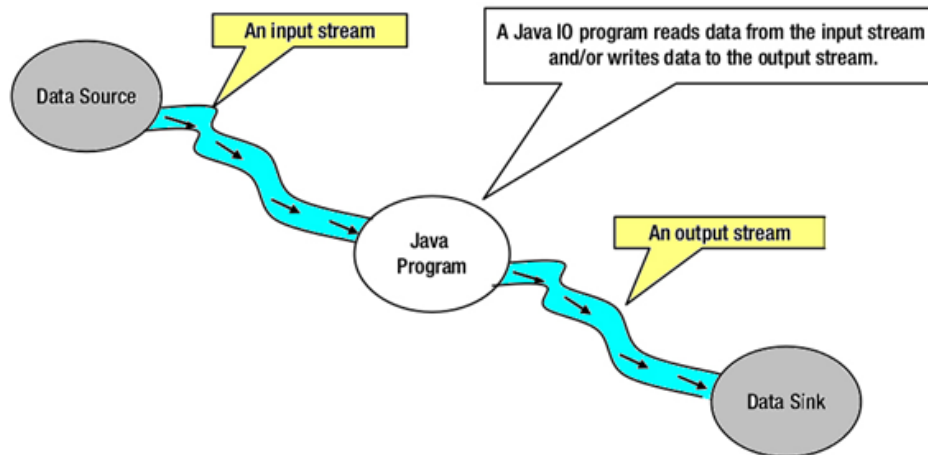 An input stream
A Java IO program reads data from the input stream
and/or writes data to the output stream.
Data Source
Java
Program
An output stream
Data Sink